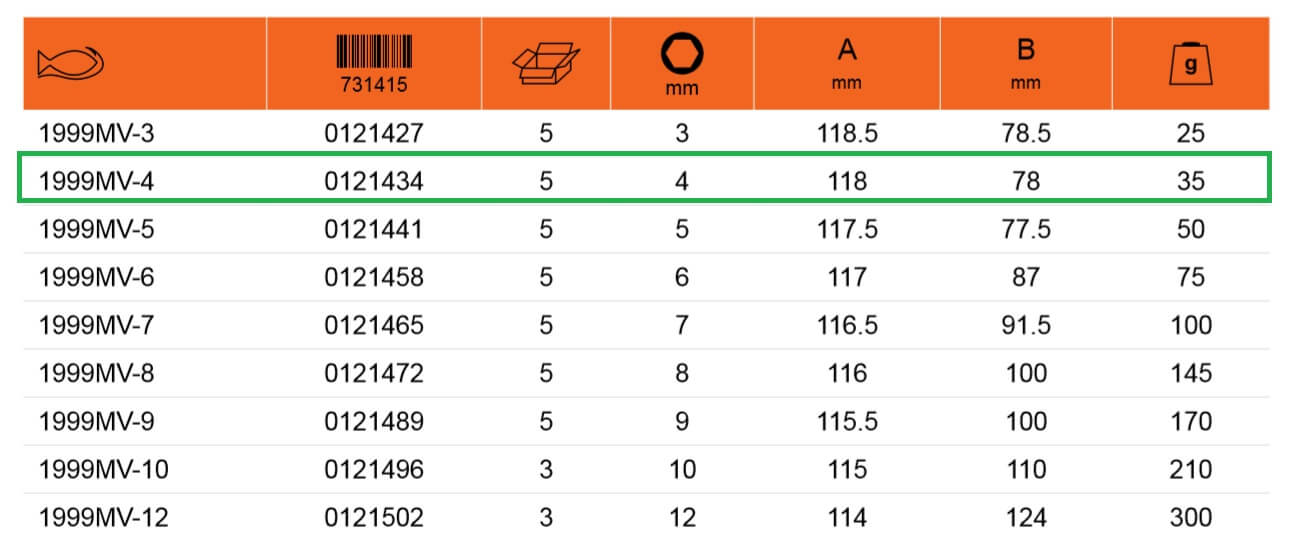 731415 mm A mm B mm g
1999MV-3 0121427 5 3 118.5 78.5 25
1999MV-4 0121434 5 4 118 78 35
1999MV-5 0121441 5 5 117.5 77.5 50
1999MV-6 0121458 5 6 117 87 75
1999MV-7 0121465 5 7 116.5 91.5 100
1999MV-8 0121472 5 8 116 100 145
1999MV-9 0121489 5 9 115.5 100 170
1999MV-10 0121496 3 10 115 110 210
1999MV-12 0121502 3 12 114 124 300